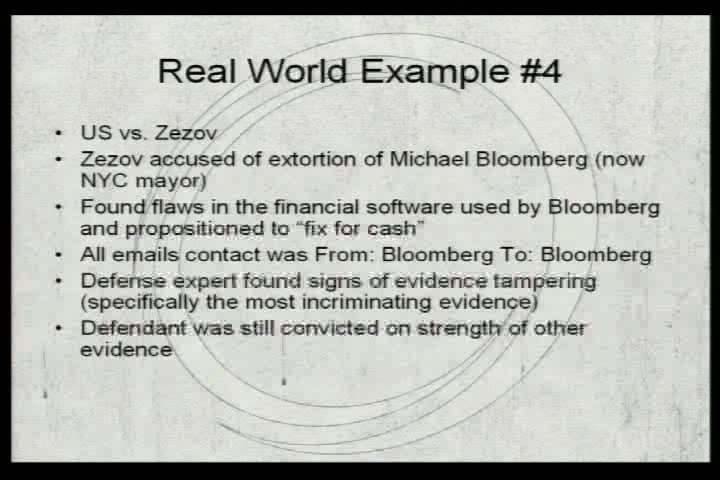 Real World Example #4
• US vs. Zezov
• Zezov accused of extortion of Michael Bloomberg (now
NYC mayor)
• Found flaws in the financial software used by Bloomberg
and propositioned to “fix for cash”
• All emails contact was From: Bloomberg To: Bloomberg
• Defense expert found signs of evidence tampering
(specifically the most incriminating evidence)
• Defendant was still convicted on strength of other
evidence